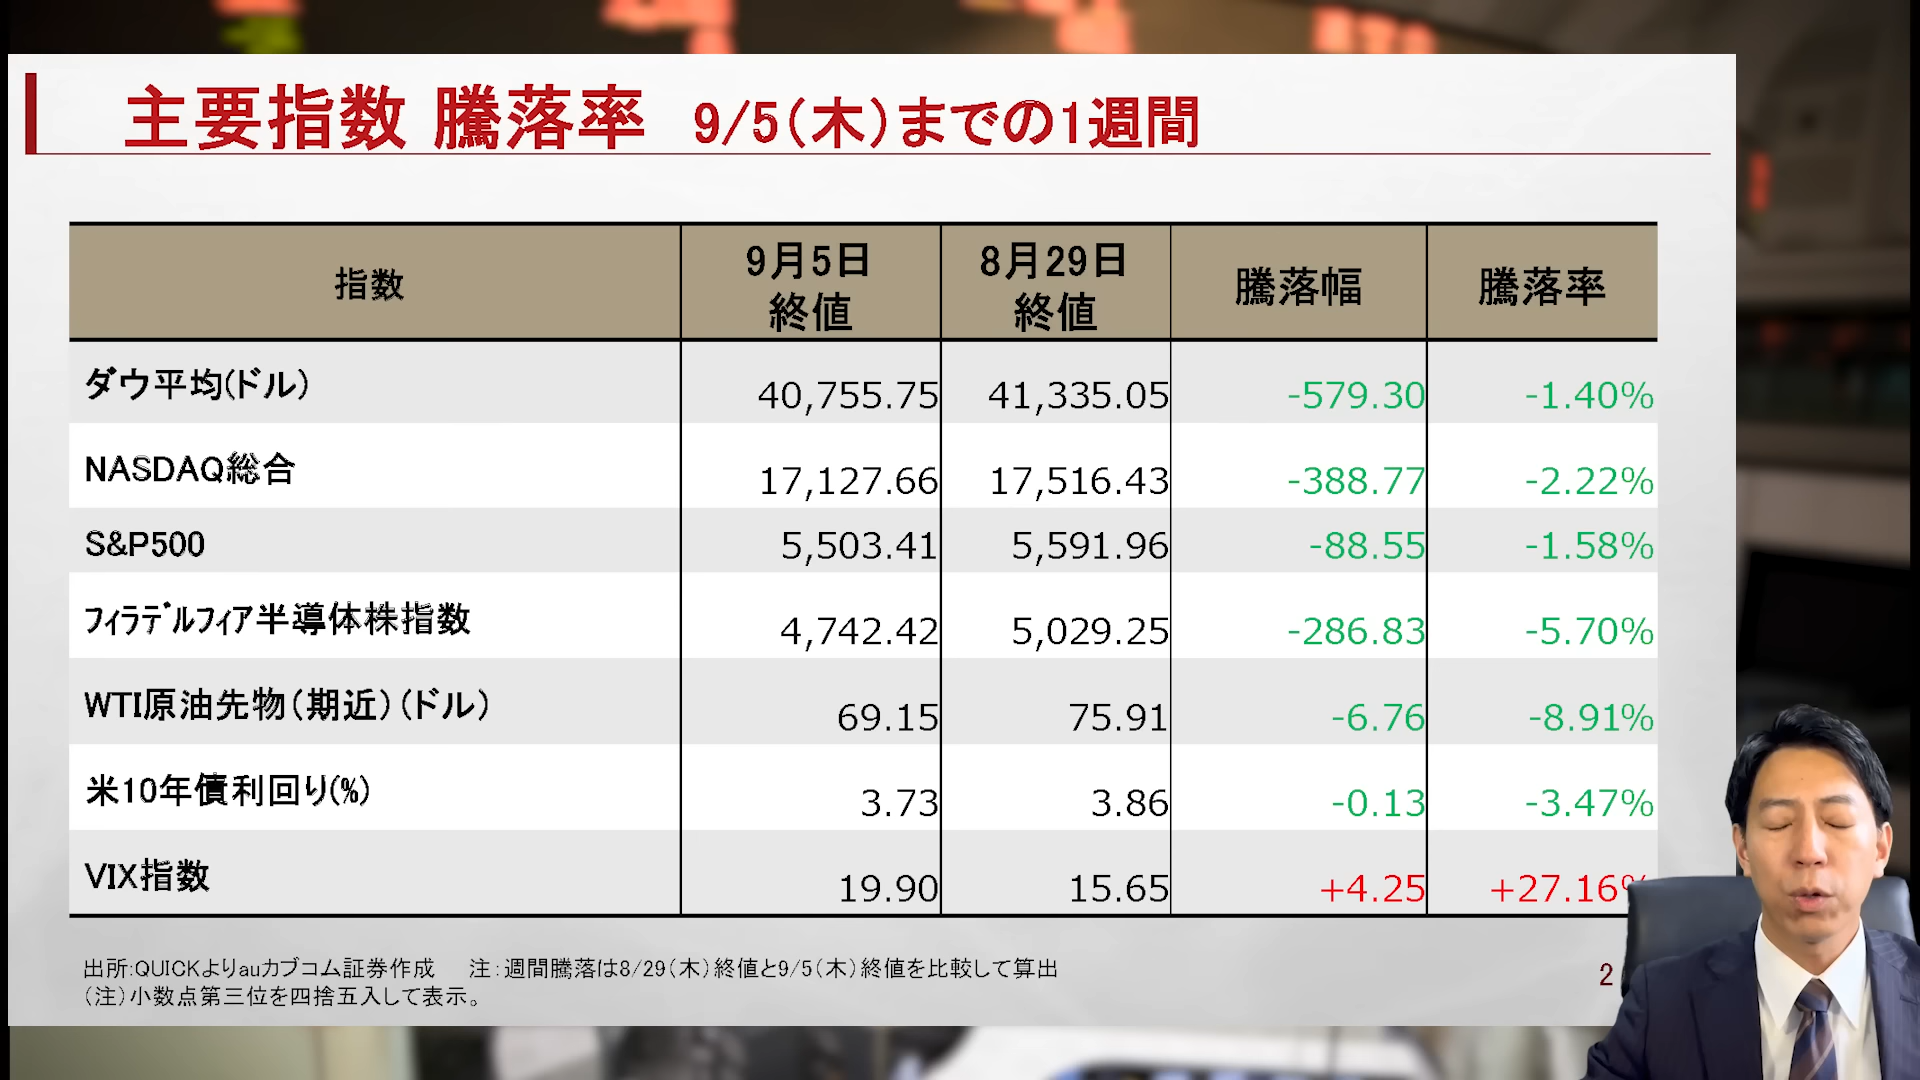 主要指数 騰落率 9/5（木）までの1週間
指数 9月5日 終値 8月29日 終値 騰落幅 騰落率
ダウ平均(ドル) 40,755.75 41,335.05 -579.30 -1.40%
NASDAQ総合 17,127.66 17,516.43 -388.77 -2.22%
S&P500 5,503.41 5,591.96 -88.55 -1.58%
ﾌｨﾗﾃﾞﾙﾌｨｱ半導体株指数 4,742.42 5,029.25 -286.83 -5.70%
WTI原油先物（期近）(ドル) 69.15 75.91 -6.76 -8.91%
米10年債利回り(%) 3.73 3.86 -0.13 -3.47%
VIX指数 19.90 15.65 +4.25 +27.16%
出所:QUICKよりauカブコム証券作成 注：週間騰落は8/29（木）終値と9/5（木）終値を比較して算出
（注）小数点第三位を四捨五入して表示。
2